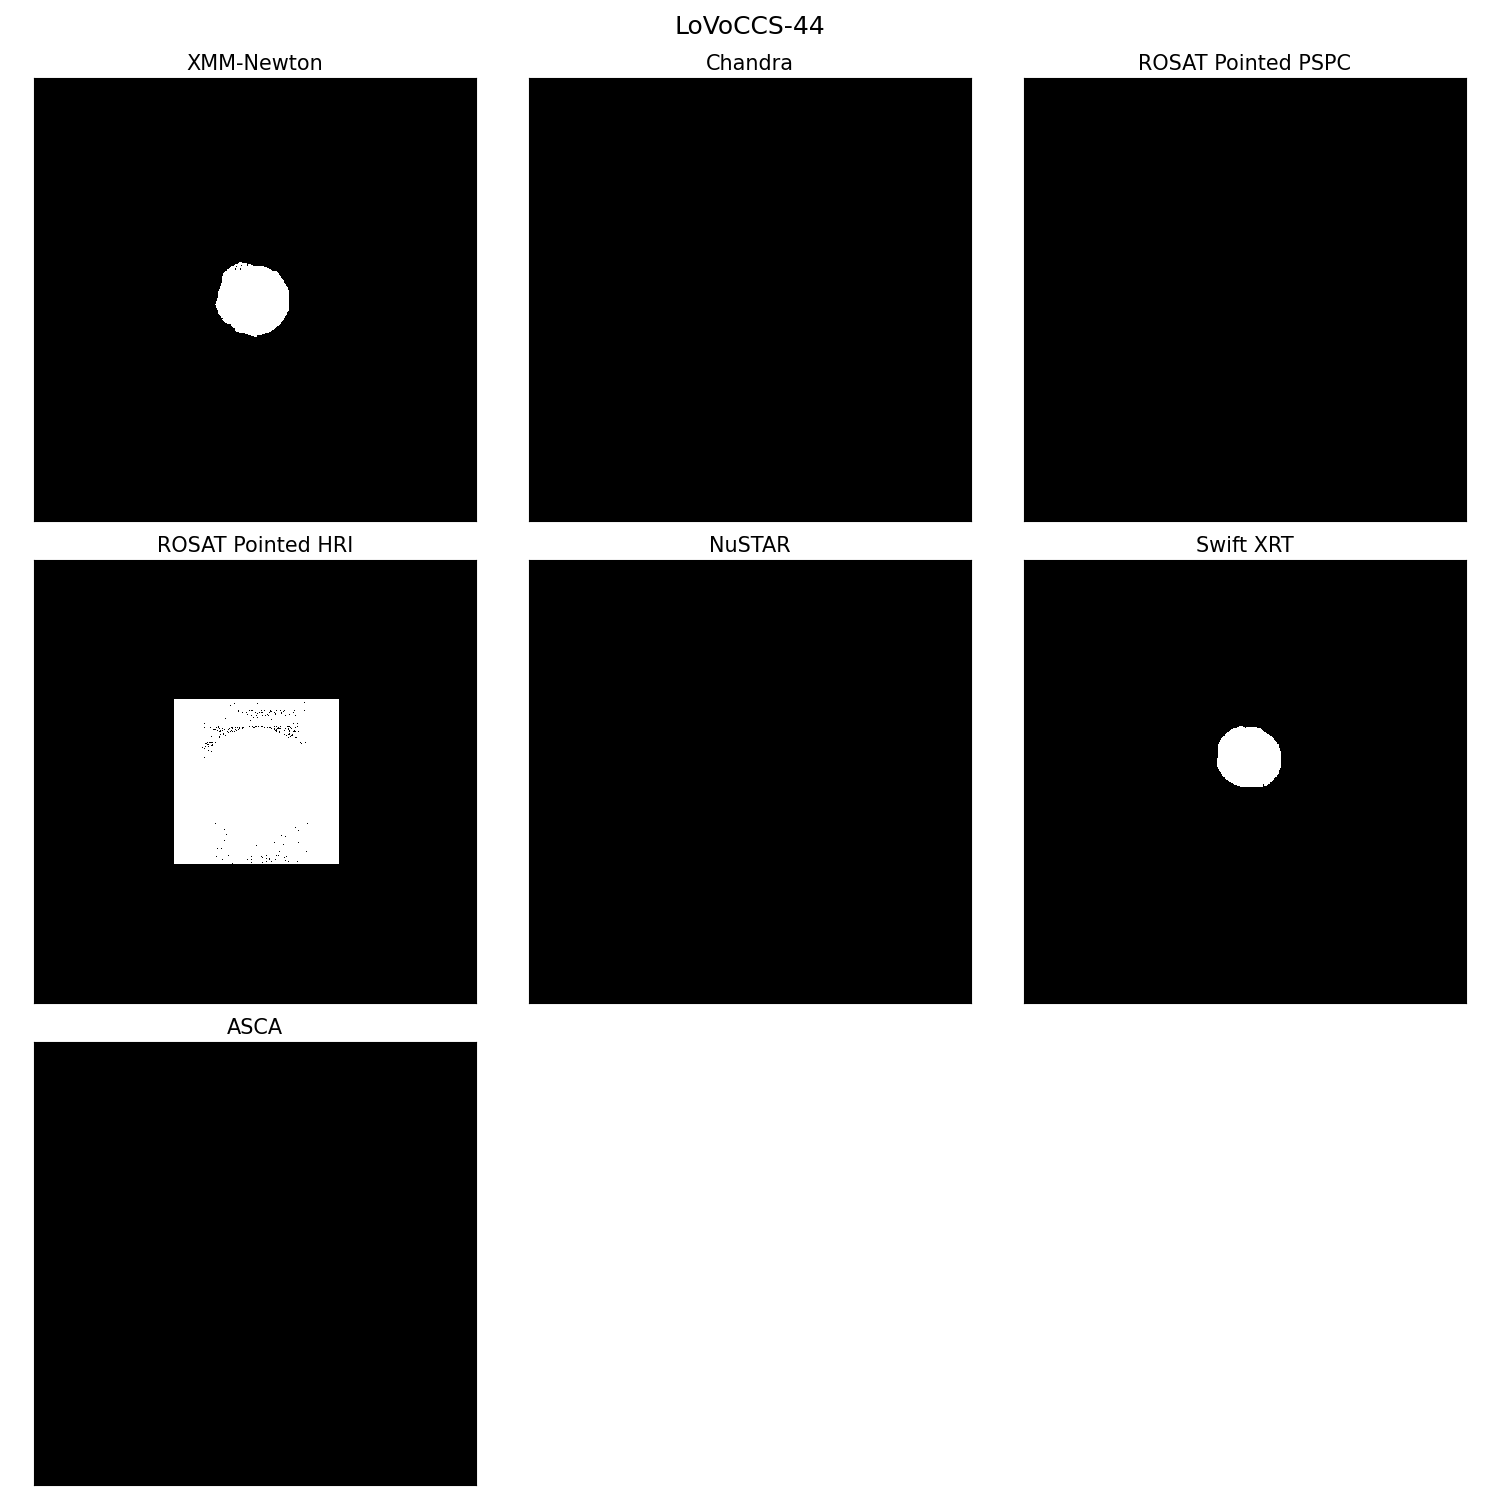 LoVoCCS-44
XMM-Newton
Chandra
ROSAT Pointed PSPC
ROSAT Pointed HRI
NuSTAR
Swift XRT
ASCA